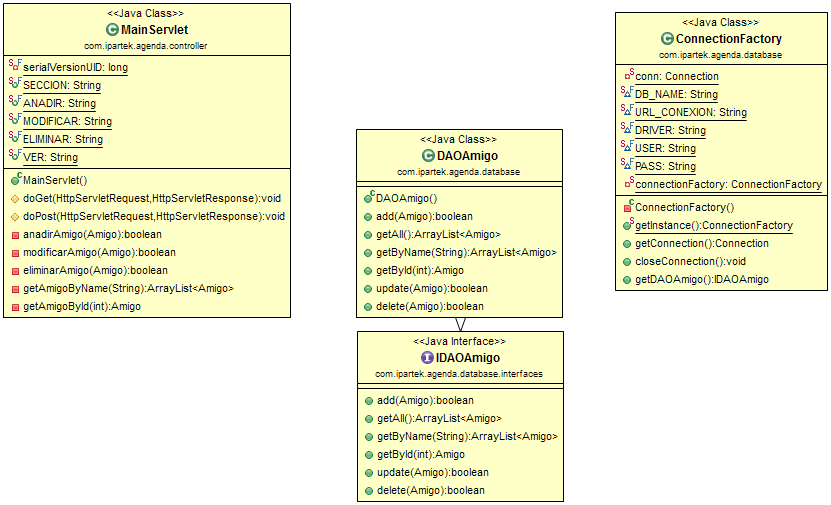 <<Java Class>>
MainServlet
com.ipartek.agenda.controller
serialVersionUID: long
SECCION: String
ANADIR: String
MODIFICAR: String
ELIMINAR: String
VER: String
MainServlet()
doGet(HttpServletRequest,HttpServletResponse):void
doPost(HttpServletRequest,HttpServletResponse):void
anadirAmigo(Amigo):boolean
modificarAmigo(Amigo):boolean
eliminarAmigo(Amigo):boolean
getAmigoByName(String):ArrayList<Amigo>
getAmigoById(int):Amigo
<<Java Class>>
DAOAmigo
com.ipartek.agenda.database
DAOAmigo()
add(Amigo):boolean
getAll():ArrayList<Amigo>
getByName(String):ArrayList<Amigo>
getById(int):Amigo
update(Amigo):boolean
delete(Amigo):boolean
<<Java Interface>>
IDAOAmigo
com.ipartek.agenda.database.interfaces
add(Amigo):boolean
getAll():ArrayList<Amigo>
getByName(String):ArrayList<Amigo>
getById(int):Amigo
update(Amigo):boolean
delete(Amigo):boolean
<<Java Class>>
ConnectionFactory
com.ipartek.agenda.database
conn: Connection
DB_NAME: String
URL_CONEXION: String
DRIVER: String
USER: String
PASS: String
connectionFactory: ConnectionFactory
ConnectionFactory()
getInstance():ConnectionFactory
getConnection():Connection
closeConnection():void
getDAOAmigo():IDAOAmigo